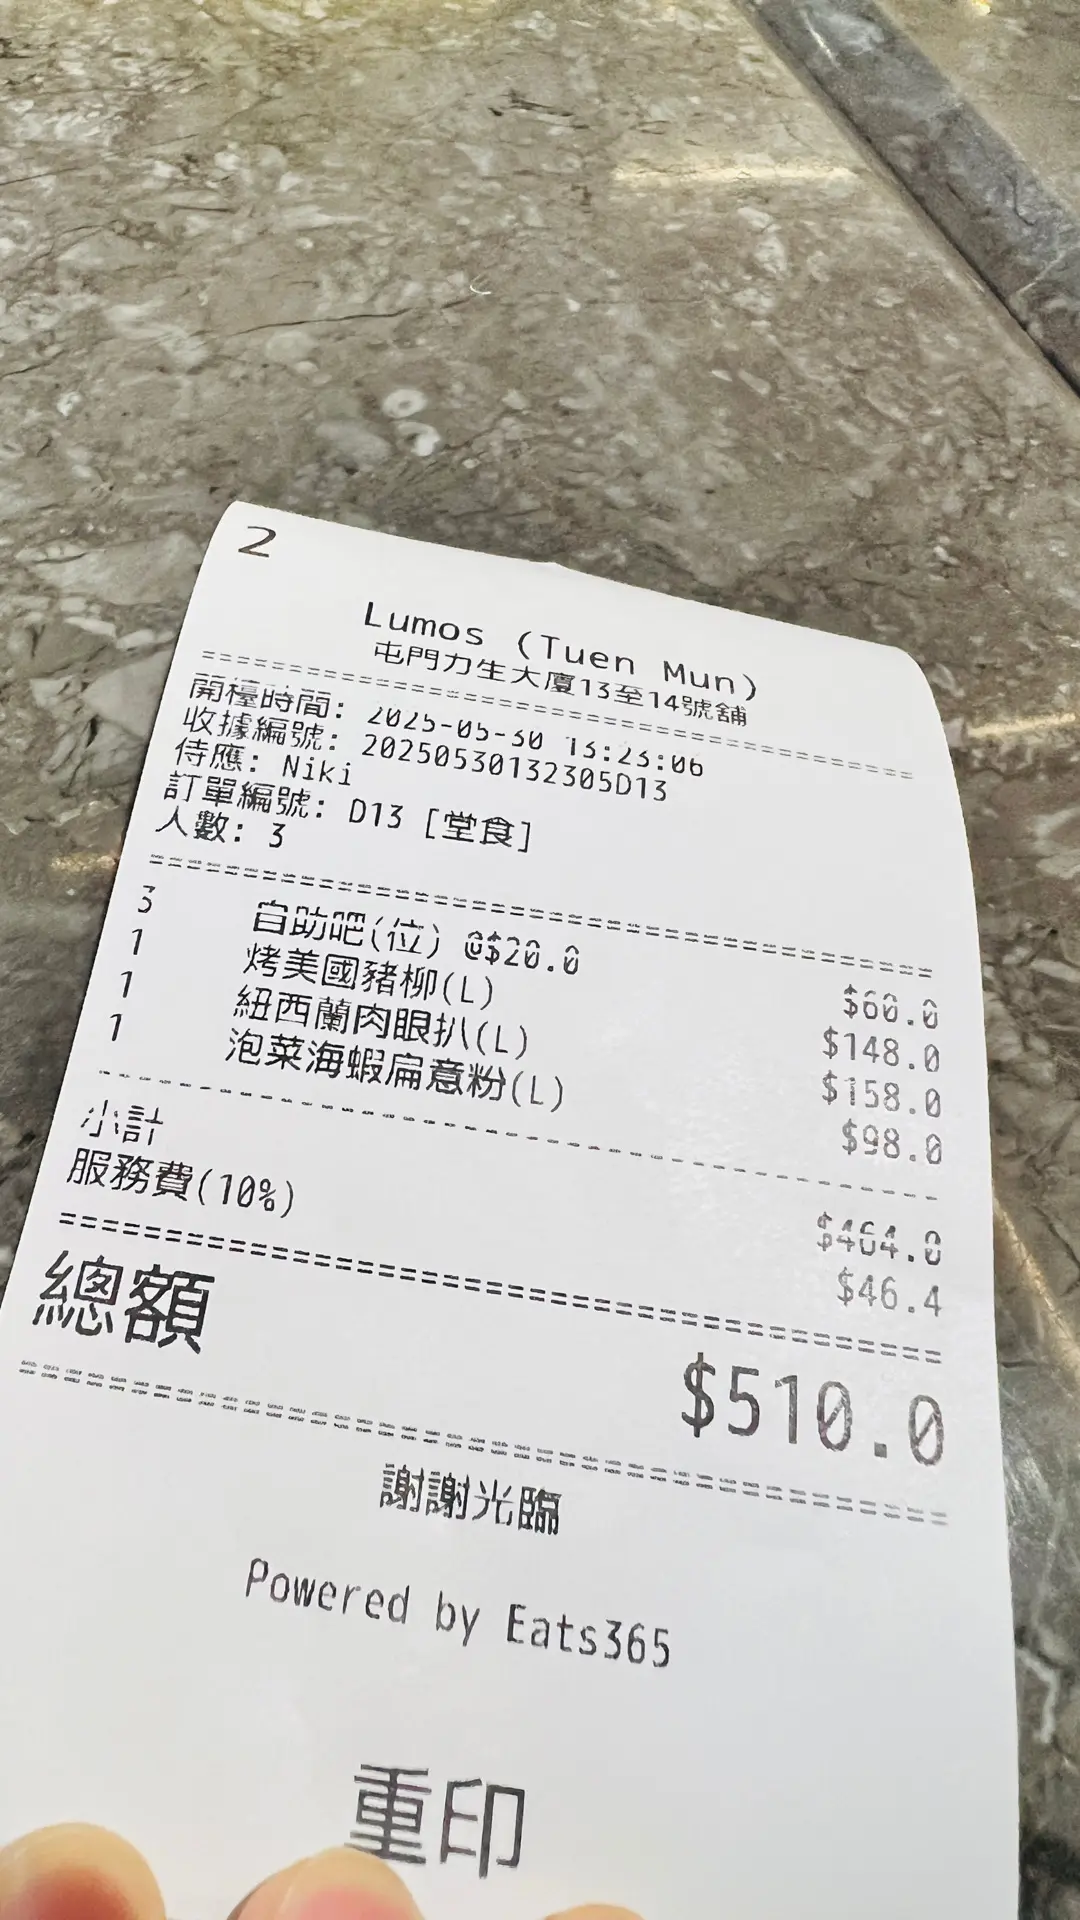 2
Lumos (Tuen Mun)
屯門力生大廈13至14號舖
開檯時間: 2025-05-30 13:23:06
收據編號: 20250530132305D13
侍應: Niki
訂單編號: D13 [堂食]
人數: 3
3 自助吧(位) @$20.0 $60.0
1 烤美國豬柳(L) $148.0
1 紐西蘭肉眼扒(L) $158.0
1 泡菜海蝦扁意粉(L) $98.0
小計 $464.0
服務費(10%) $46.4
總額 $510.0
謝謝光臨
Powered by Eats365
重印